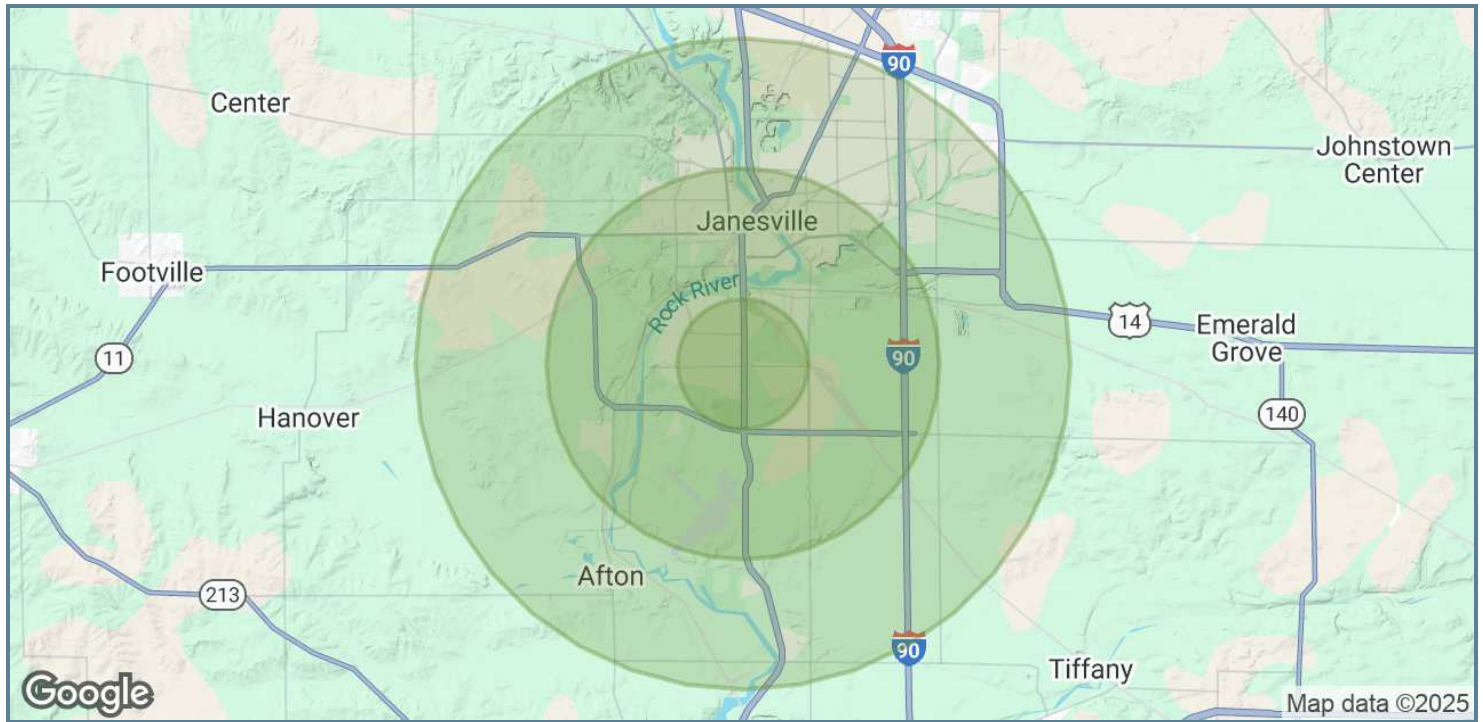 90
Center
Johnstown
Center
Janesville
Footville
Rock River
14
Emerald
Grove
11
90
Hanover
140
Afton
213
90
Tiffany
Google
Map data ©2025